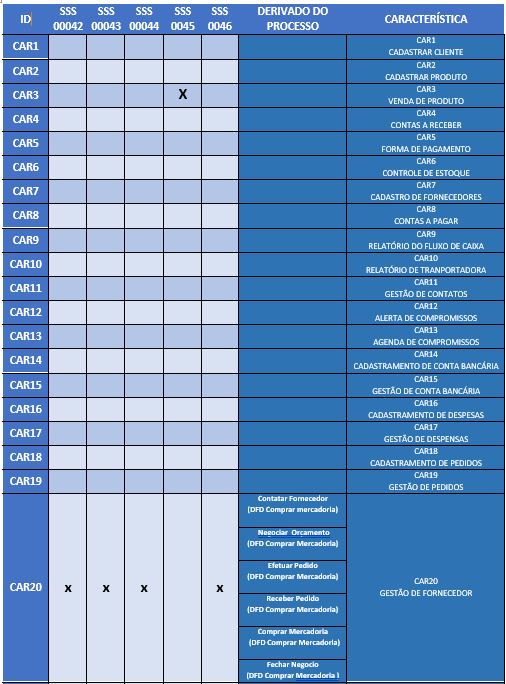 ID SSS 00042 SSS 00043 SSS 00044 SSS 0045 SSS 0046 DERIVADO DO PROCESSO CARACTERÍSTICA
CAR1 CAR1
CADASTRAR CLIENTE
CAR2 CAR2
CADASTRAR PRODUTO
CAR3 X CAR3
VENDA DE PRODUTO
CAR4 CAR4
CONTAS A RECEBER
CAR5 CAR5
FORMA DE PAGAMENTO
CAR6 CAR6
CONTROLE DE ESTOQUE
CAR7 CAR7
CADASTRO DE FORNECEDORES
CAR8 CAR8
CONTAS A PAGAR
CAR9 CAR9
RELATÓRIO DO FLUXO DE CAIXA
CAR10 CAR10
RELATÓRIO DE TRANPORTADORA
CAR11 CAR11
GESTÃO DE CONTATOS
CAR12 CAR12
ALERTA DE COMPROMISSOS
CAR13 CAR13
AGENDA DE COMPROMISSOS
CAR14 CAR14
CADASTRAMENTO DE CONTA BANCÁRIA
CAR15 CAR15
GESTÃO DE CONTA BANCÁRIA
CAR16 CAR16
CADASTRAMENTO DE DESPESAS
CAR17 CAR17
GESTÃO DE DESPENSAS
CAR18 CAR18
CADASTRAMENTO DE PEDIDOS
CAR19 CAR19
GESTÃO DE PEDIDOS
CAR20 x x x x
Contatar Fornecedor
(DFD Comprar mercadoria)
Negociar Orcamento
(DFD Comprar Mercadoria)
Efetuar Pedido
(DFD Comprar Mercadoria)
Receber Pedido
(DFD Comprar Mercadoria)
Comprar Mercadoria
(DFD Comprar Mercadoria)
Fechar Negocio
(DFD Comprar Mercadoria )
CAR20
GESTÃO DE FORNECEDOR